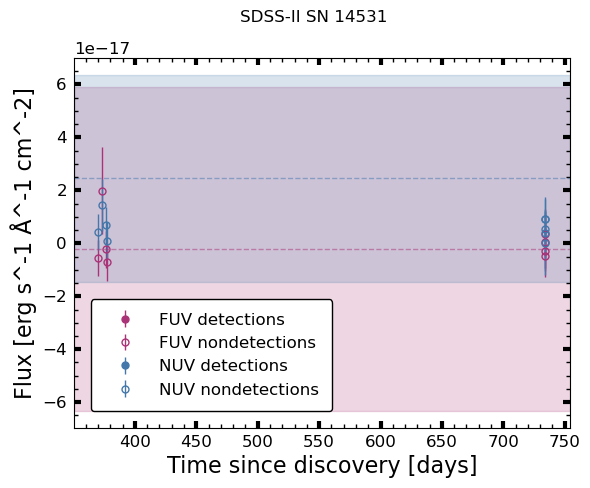 SDSS-II SN 14531
1e−17
6
4
2
0
−2
−4
−6
Flux [erg s^-1 Å^-1 cm^-2]
FUV detections
FUV nondetections
NUV detections
NUV nondetections
400 450 500 550 600 650 700 750
Time since discovery [days]